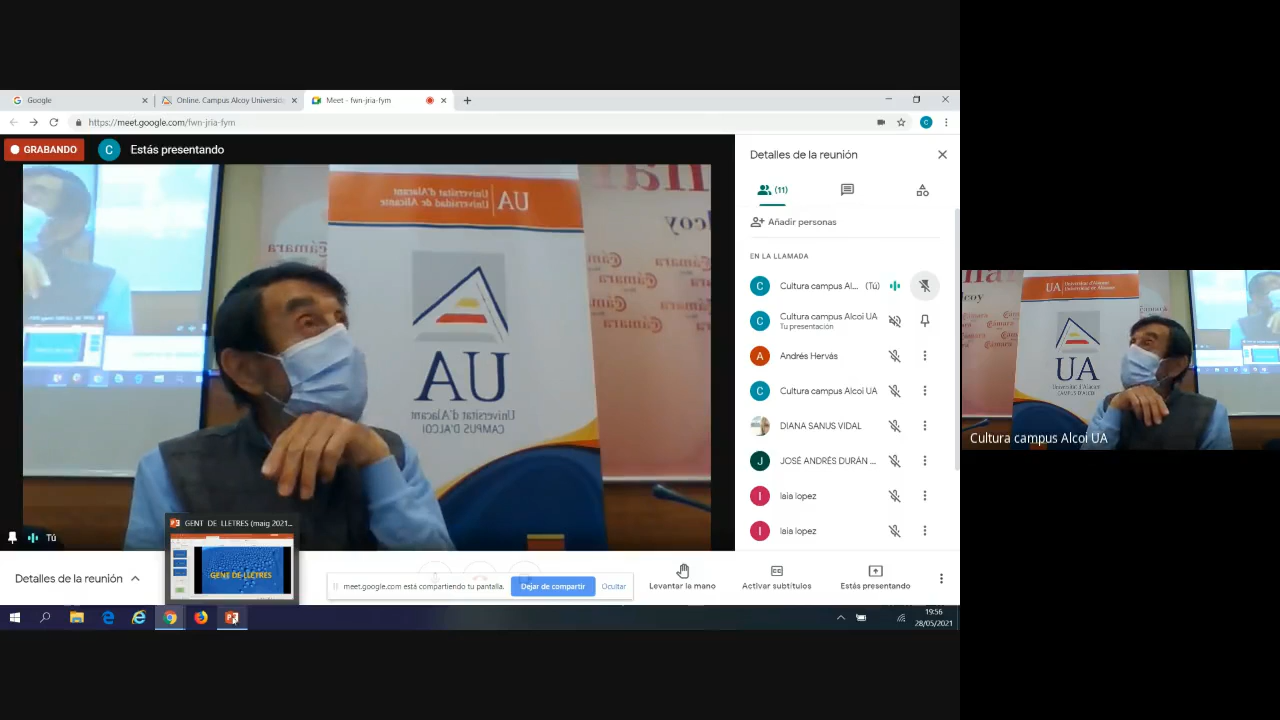 Google
Online. Campus Alcoy Universid
Meet - fwn-jria-fym
https://meet.google.com/fwn-jria-fym
GRABANDO
C
Estás presentando
Detalles de la reunión
(11)
Añadir personas
EN LA LLAMADA
C Cultura campus Al... (Tú)
C Cultura campus Alcoi UA
Tu presentación
A Andrés Hervás
C Cultura campus Alcoi UA
DIANA SANUS VIDAL
J JOSÉ ANDRÉS DURÁN ...
I laia lopez
I laia lopez
UA
Universitat d'Alacant
Universidad de Alicante
Cámara
UA
Universitat d'Alacant
CAMPUS D'ALCOI
Tú
GENT DE LLETRES (maig 2021...
GENT DE LLETRES
Detalles de la reunión
meet.google.com está compartiendo tu pantalla.
Dejar de compartir
Ocultar
Levantar la mano
Activar subtítulos
Estás presentando
19:56
28/05/2021
UA
UA
Universitat d'Alacant
CAMPUS D'ALCOI
Cultura campus Alcoi UA